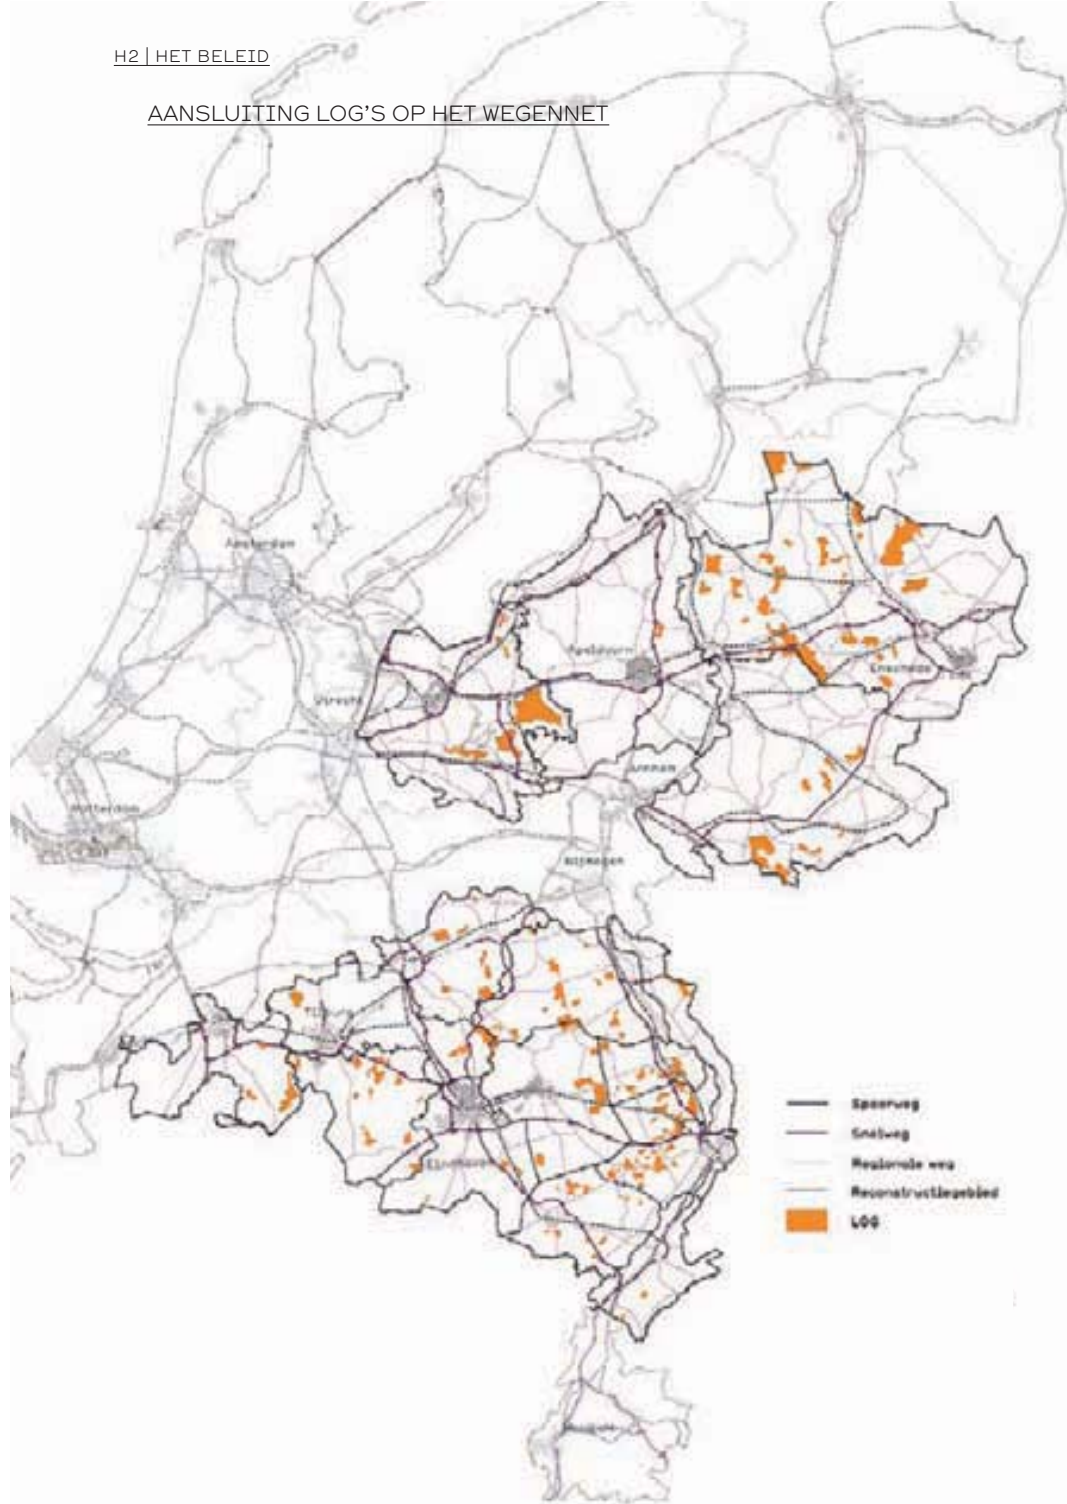 H2 | HET BELEID
AANSLUITING LOG'S OP HET WEGENNET
Amsterdam
Apeldoorn
Enschede
Utrecht
Arnhem
Rotterdam
Nijmegen
Eindhoven
Spoorweg
Snelweg
Regionale weg
Reconstructiegebied
LOG